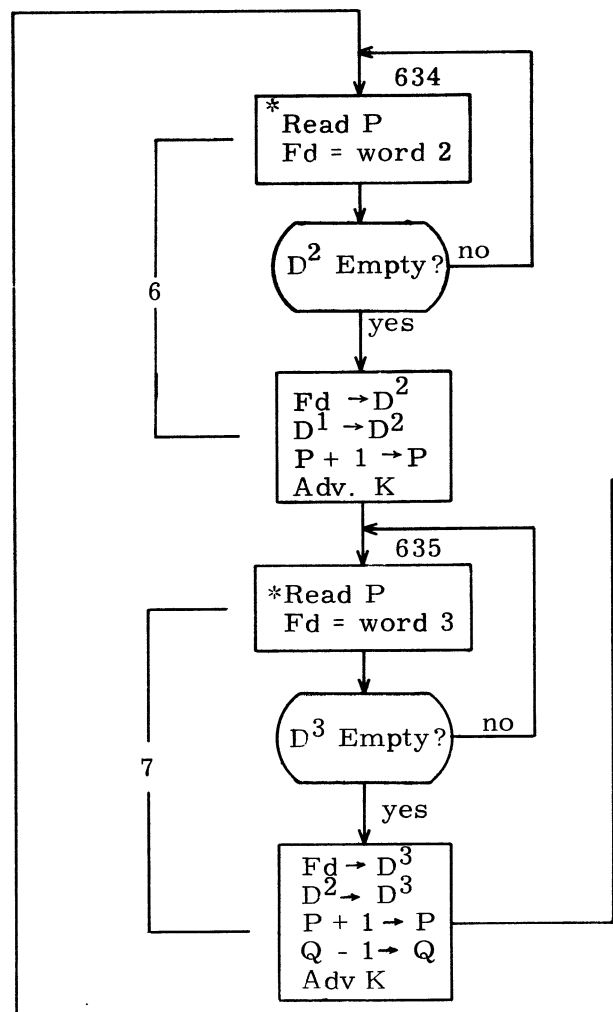 634
*Read P
Fd = word 2
D² Empty?
no
6
yes
Fd → D²
D¹ → D²
P + 1 → P
Adv. K
635
*Read P
Fd = word 3
D³ Empty?
no
7
yes
Fd → D³
D² → D³
P + 1 → P
Q - 1 → Q
Adv K